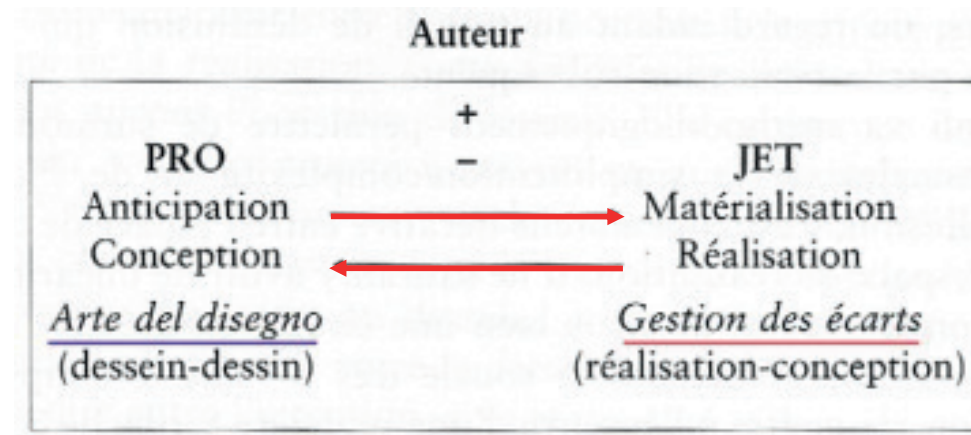 Auteur
+
PRO – JET
Anticipation Matérialisation
Conception Réalisation
Arte del disegno Gestion des écarts
(dessein-dessin) (réalisation-conception)